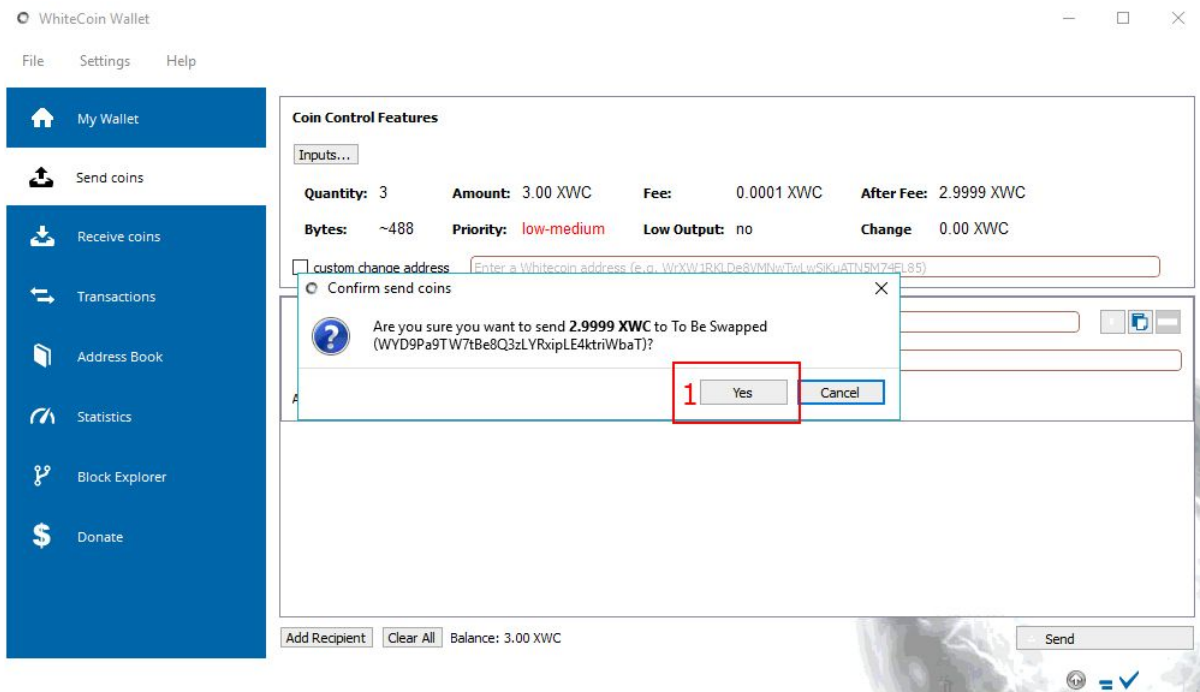 WhiteCoin Wallet
File Settings Help
My Wallet
Send coins
Receive coins
Transactions
Address Book
Statistics
Block Explorer
Donate
Coin Control Features
Inputs...
Quantity: 3 Amount: 3.00 XWC Fee: 0.0001 XWC After Fee: 2.9999 XWC
Bytes: ~488 Priority: low-medium Low Output: no Change 0.00 XWC
custom change address Enter a Whitecoin address (e.g. WrXW1RKLDe8VMNwTwLwSiKuATN5M74EL85)
Confirm send coins
Are you sure you want to send 2.9999 XWC to To Be Swapped
(WYD9Pa9TW7tBe8Q3zLYRxipLE4ktriWbaT)?
1 Yes Cancel
Add Recipient Clear All Balance: 3.00 XWC Send